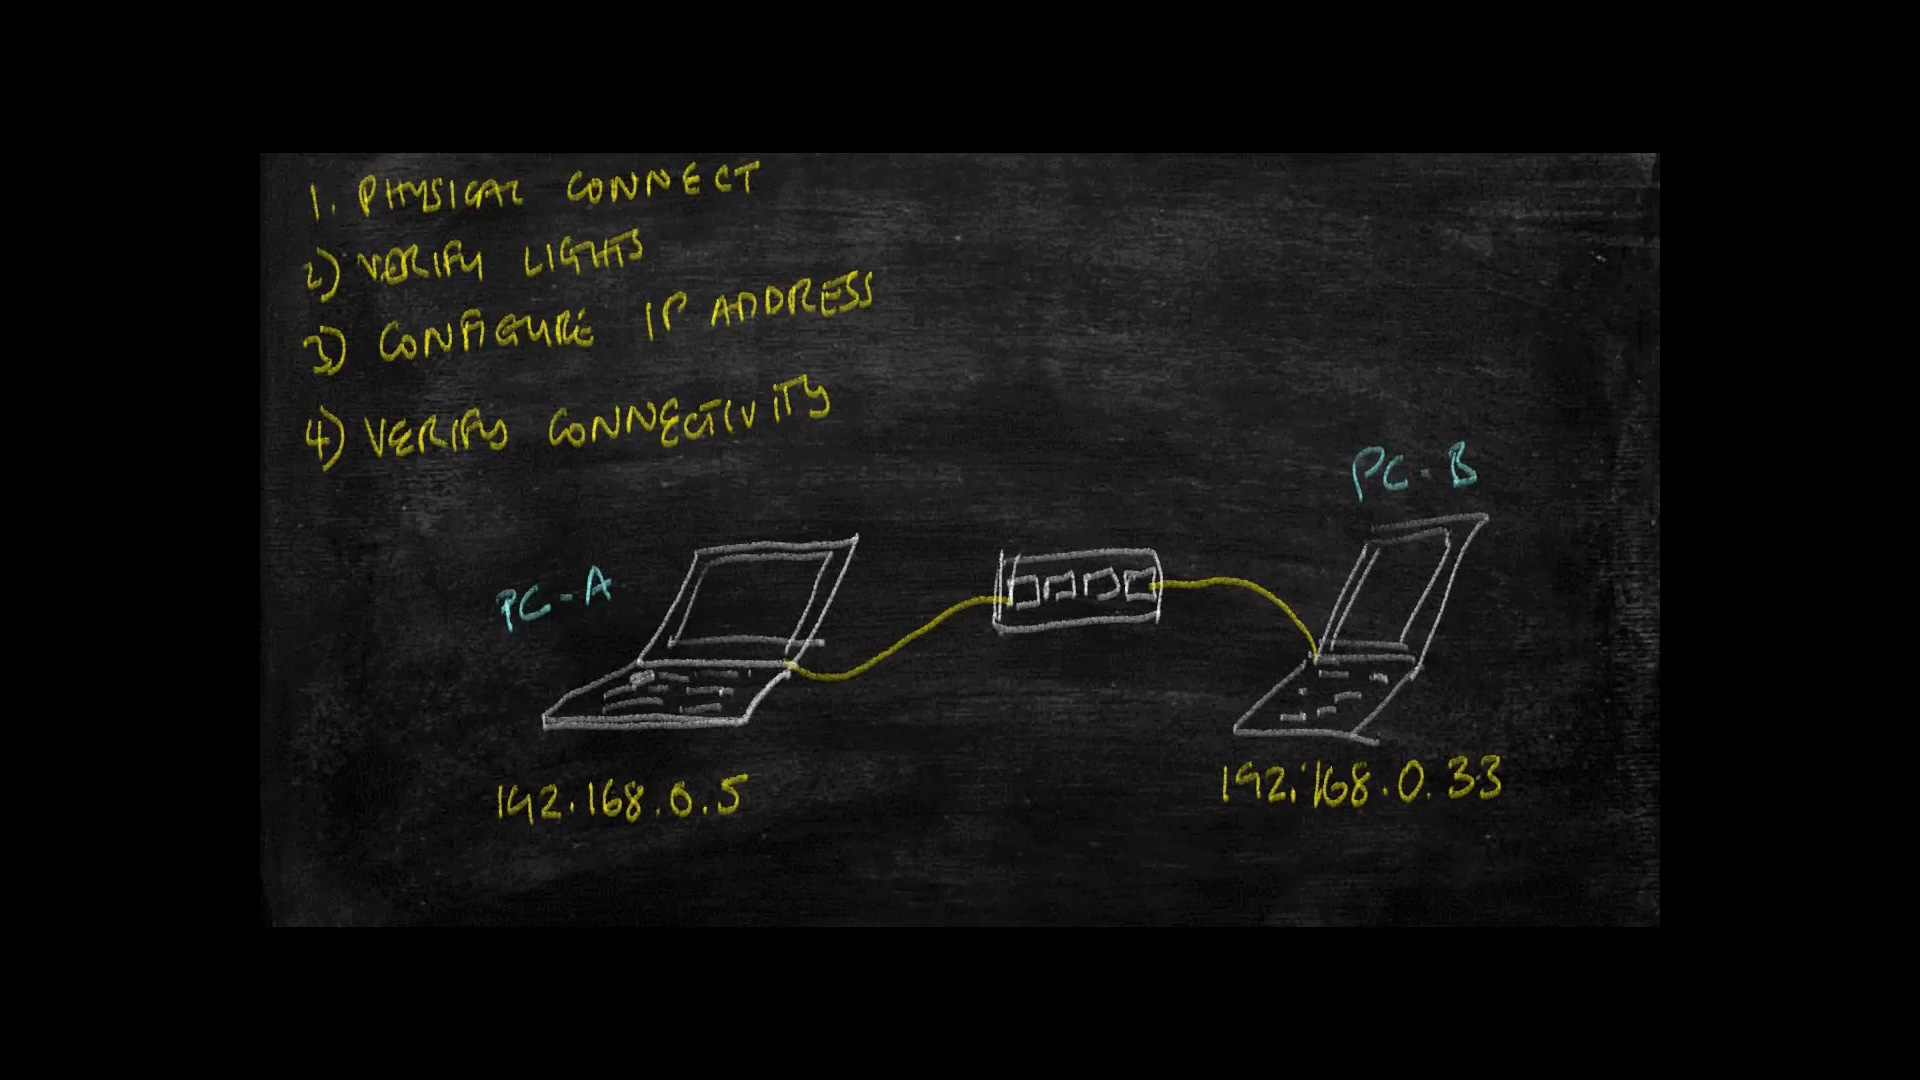 1. PHYSICAL CONNECT
2) VERIFY LIGHTS
3) CONFIGURE IP ADDRESS
4) VERIFY CONNECTIVITY
PC-B
PC-A
192.168.0.5
192.168.0.33